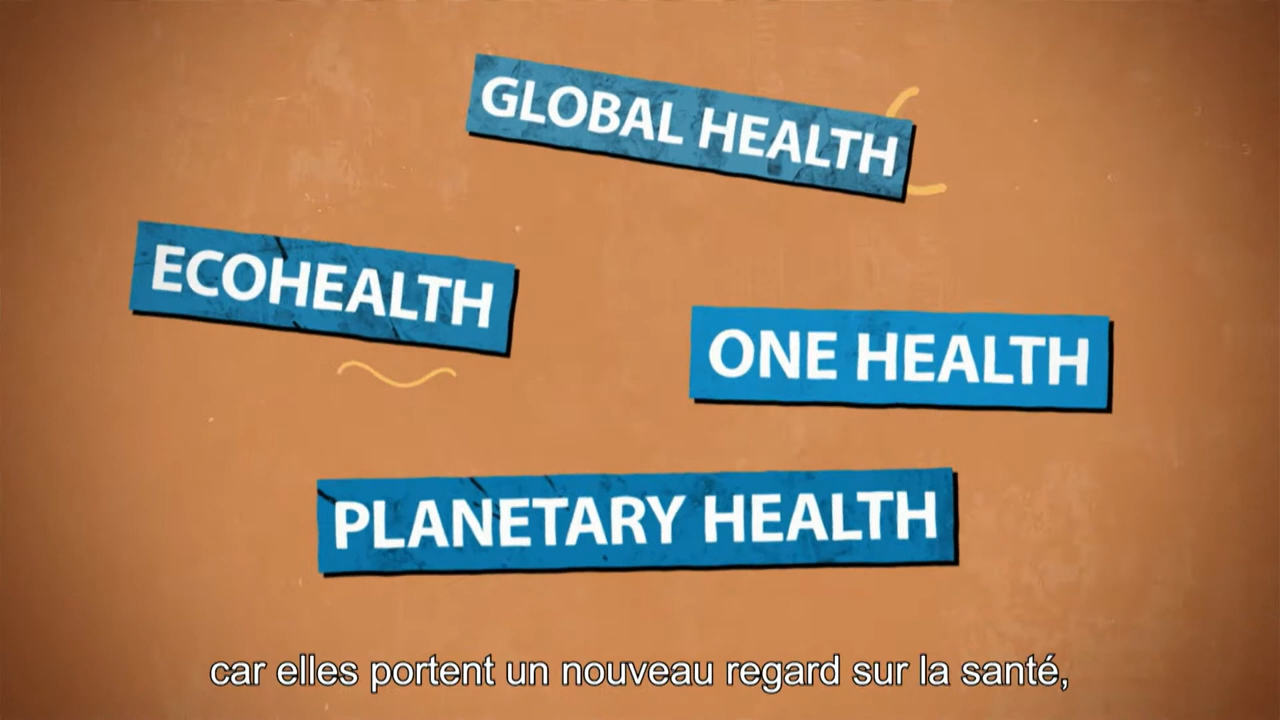 GLOBAL HEALTH
ECOHEALTH
ONE HEALTH
PLANETARY HEALTH
car elles portent un nouveau regard sur la santé,